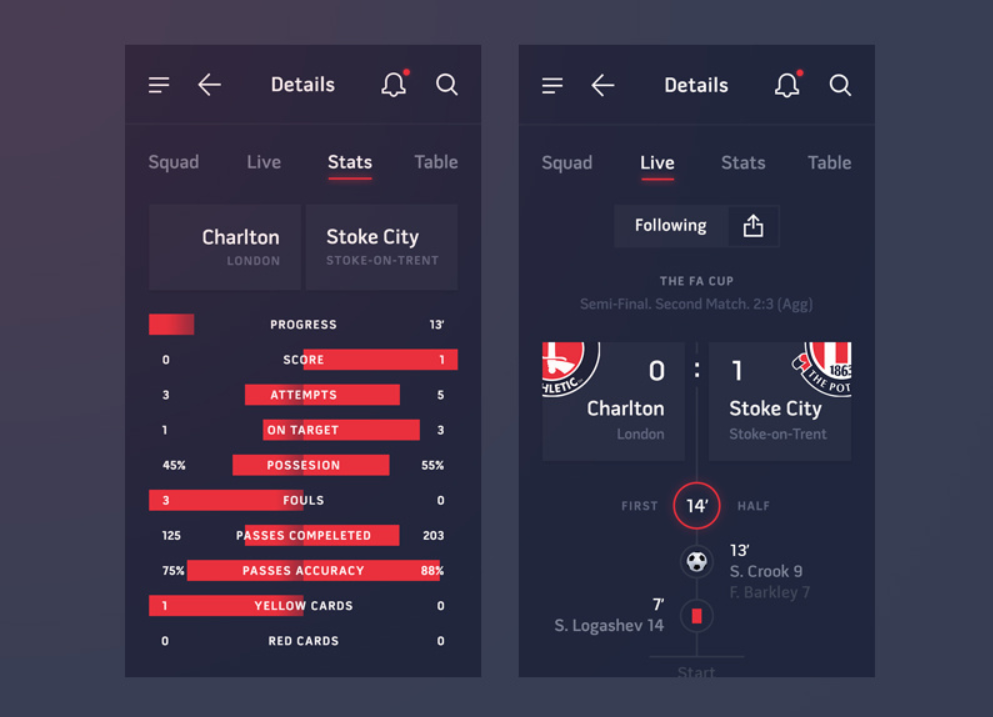 Details
Squad Live Stats Table
Charlton Stoke City
LONDON STOKE-ON-TRENT
PROGRESS 13'
0 SCORE 1
3 ATTEMPTS 5
1 ON TARGET 3
45% POSSESION 55%
3 FOULS 0
125 PASSES COMPELETED 203
75% PASSES ACCURACY 88%
1 YELLOW CARDS 0
0 RED CARDS 0
Details
Squad Live Stats Table
Following
THE FA CUP
Semi-Final. Second Match. 2:3 (Agg)
HLETIC
1863
THE POT
0 : 1
Charlton Stoke City
London Stoke-on-Trent
FIRST 14' HALF
13'
S. Crook 9
F. Barkley 7
7'
S. Logashev 14
Start